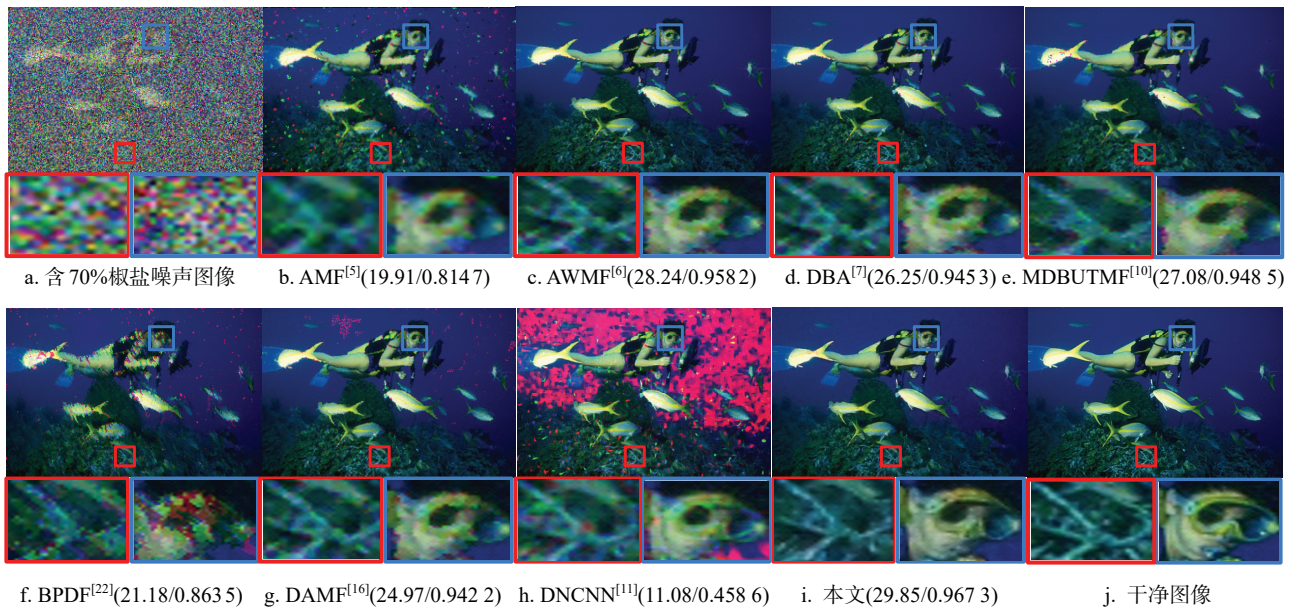 a. 含 70%椒盐噪声图像 b. AMF[5](19.91/0.814 7) c. AWMF[6](28.24/0.958 2) d. DBA[7](26.25/0.945 3) e. MDBUTMF[10](27.08/0.948 5)
f. BPDF[22](21.18/0.863 5) g. DAMF[16](24.97/0.942 2) h. DNCNN[11](11.08/0.458 6) i. 本文(29.85/0.967 3) j. 干净图像